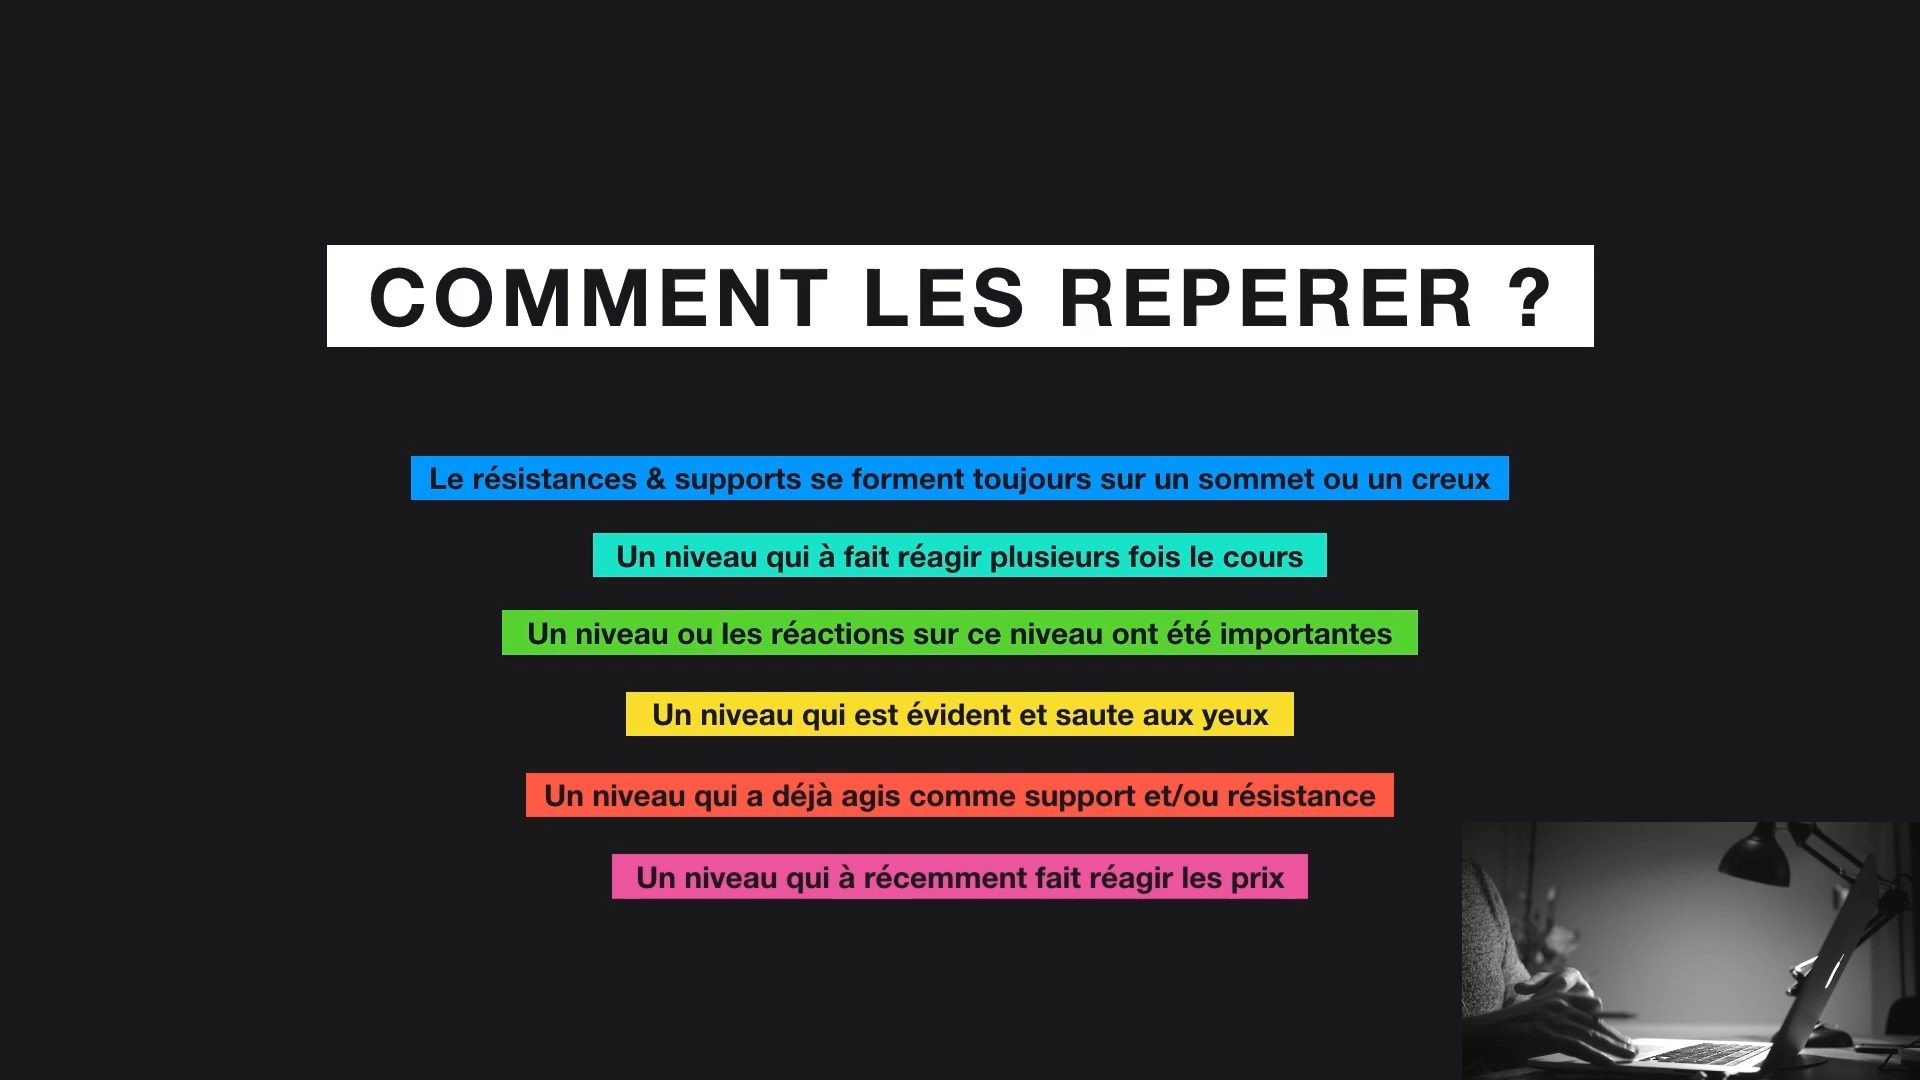 COMMENT LES REPERER ?
Le résistances & supports se forment toujours sur un sommet ou un creux
Un niveau qui à fait réagir plusieurs fois le cours
Un niveau ou les réactions sur ce niveau ont été importantes
Un niveau qui est évident et saute aux yeux
Un niveau qui a déjà agis comme support et/ou résistance
Un niveau qui à récemment fait réagir les prix